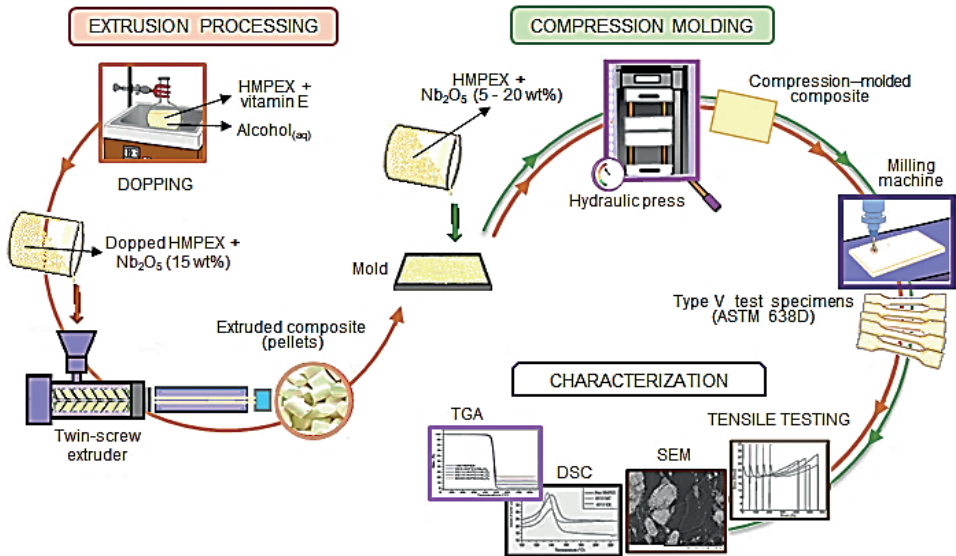 EXTRUSION PROCESSING
HMPEX +
vitamin E
Alcohol(aq)
DOPPING
Dopped HMPEX +
Nb₂O₅ (15 wt%)
Twin-screw
extruder
Extruded composite
(pellets)
COMPRESSION MOLDING
HMPEX +
Nb₂O₅ (5 - 20 wt%)
Mold
Hydraulic press
Compression–molded
composite
Milling
machine
Type V test specimens
(ASTM 638D)
CHARACTERIZATION
TGA
DSC
SEM
TENSILE TESTING